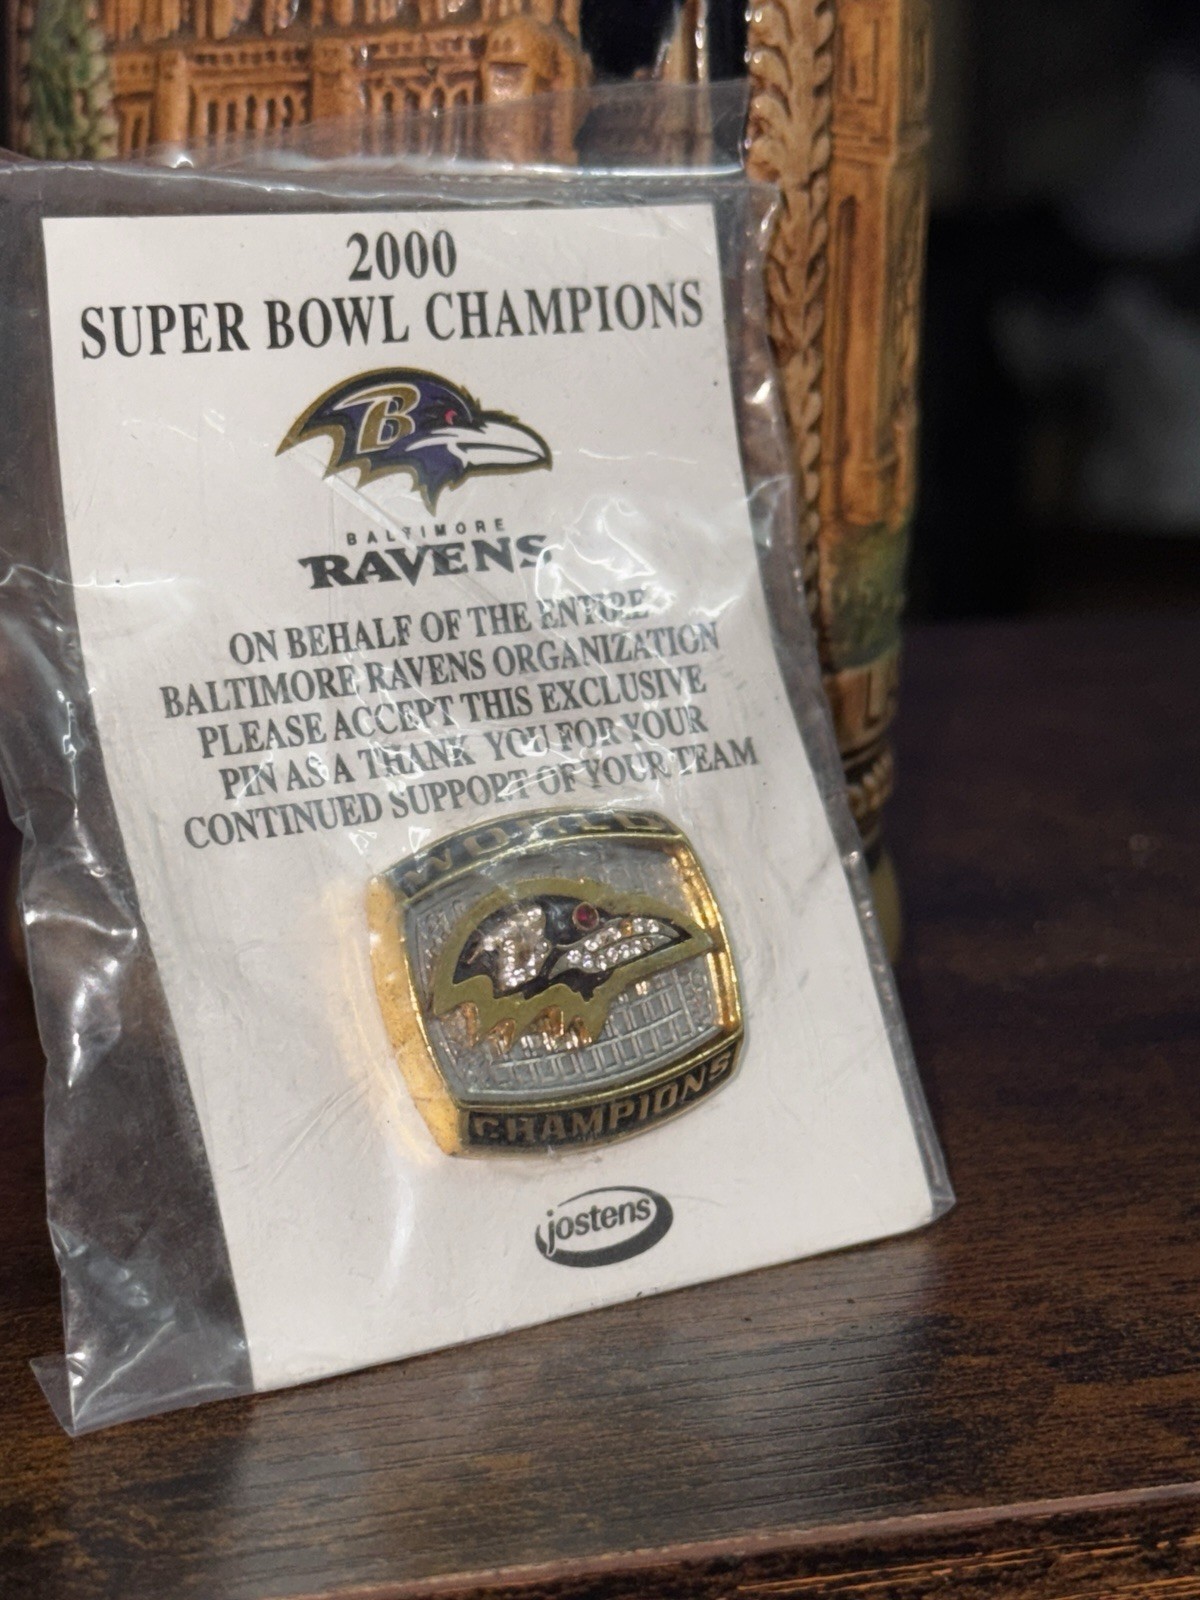 2000
SUPER BOWL CHAMPIONS
B
BALTIMORE
RAVENS
ON BEHALF OF THE ENTIRE
BALTIMORE RAVENS ORGANIZATION
PLEASE ACCEPT THIS EXCLUSIVE
PIN AS A THANK YOU FOR YOUR
CONTINUED SUPPORT OF YOUR TEAM
WORLD
CHAMPIONS
jostens